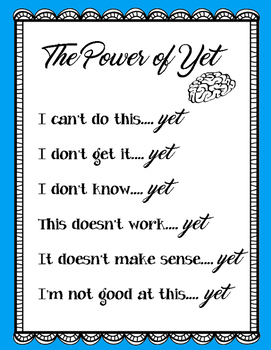 The Power of Yet
I can't do this.... yet
I don't get it.... yet
I don't know.... yet
This doesn't work.... yet
It doesn't make sense.... yet
I'm not good at this.... yet